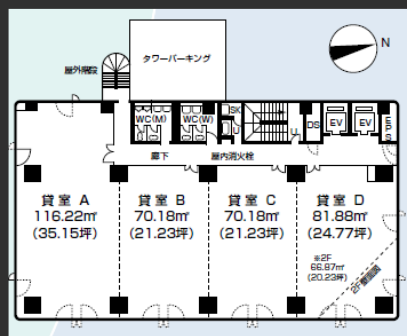 タワーパーキング
N
屋外階段
WC(M)
WC(W)
SK
U
U
DS
EV
EV
EPS
廊下
屋内消火栓
貸室 A
116.22㎡
(35.15坪)
貸室 B
70.18㎡
(21.23坪)
貸室 C
70.18㎡
(21.23坪)
貸室 D
81.88㎡
(24.77坪)
※2F
66.87㎡
(20.23坪)